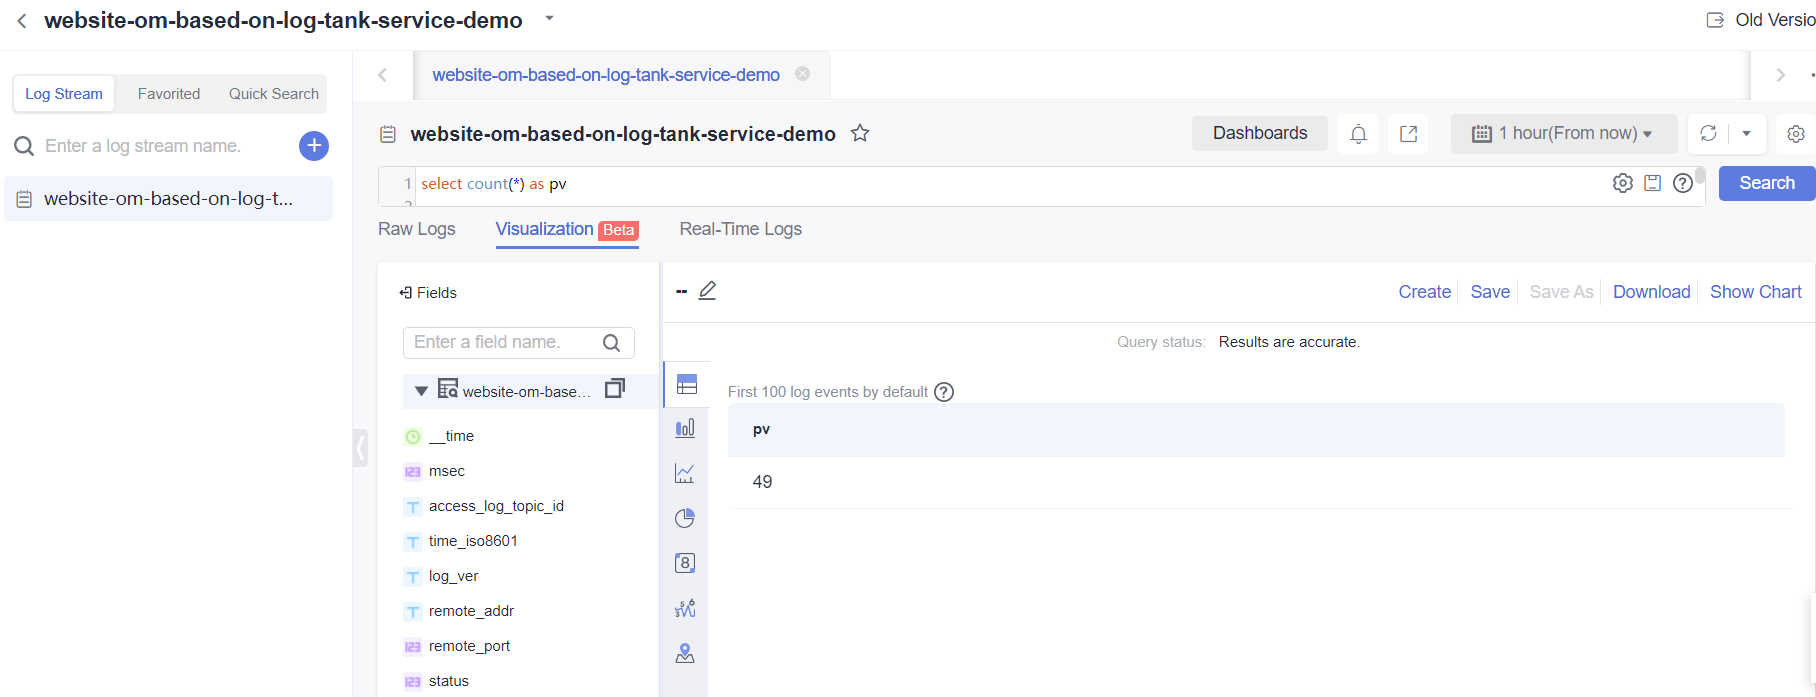 website-om-based-on-log-tank-service-demo
Old Versio
Log Stream Favorited Quick Search
Enter a log stream name.
website-om-based-on-log-t...
website-om-based-on-log-tank-service-demo
website-om-based-on-log-tank-service-demo
Dashboards
1 hour(From now)
1 select count(*) as pv
2
Search
Raw Logs Visualization Beta Real-Time Logs
Fields
Enter a field name.
website-om-base...
__time
123 msec
T access_log_topic_id
T time_iso8601
T log_ver
T remote_addr
123 remote_port
123 status
--
Create Save Save As Download Show Chart
Query status: Results are accurate.
First 100 log events by default
pv
49